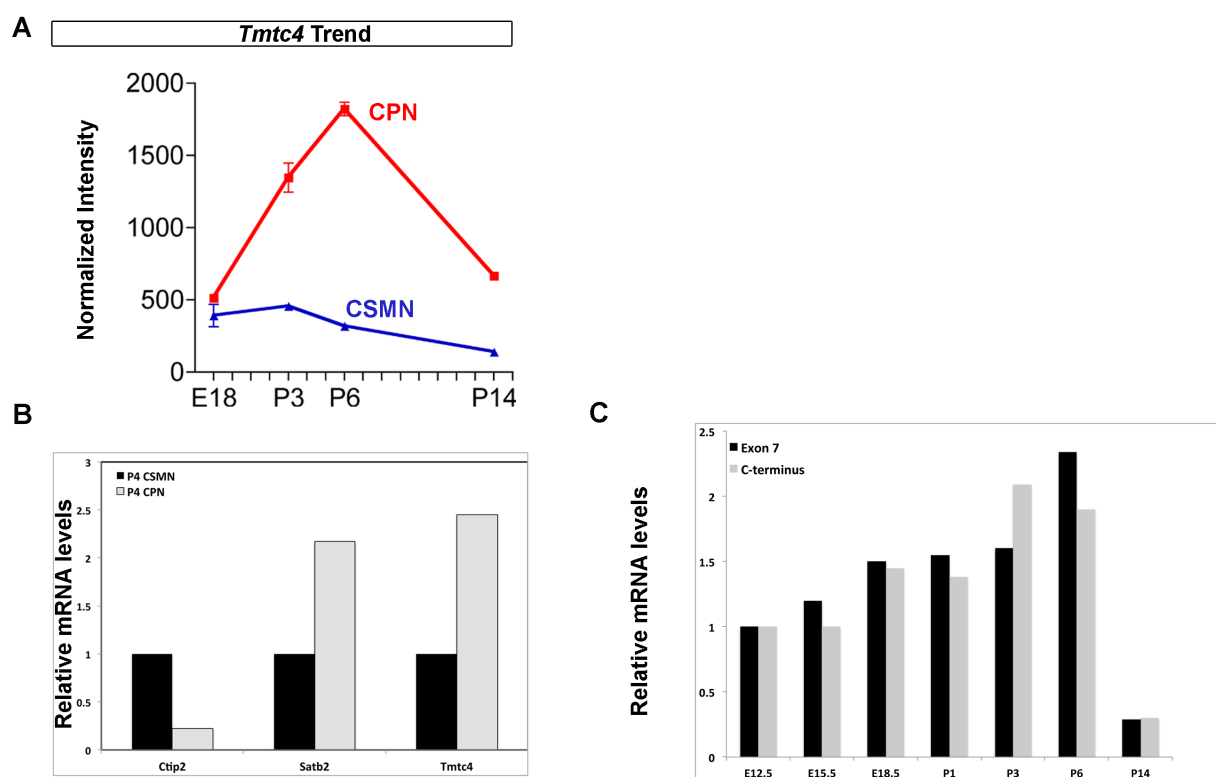 A
Tmtc4 Trend
Normalized Intensity
2000
1500
1000
500
0
CPN
CSMN
E18 P3 P6 P14
B
Relative mRNA levels
3
2.5
2
1.5
1
0.5
0
P4 CSMN
P4 CPN
Ctip2 Satb2 Tmtc4
C
Relative mRNA levels
2.5
2
1.5
1
0.5
0
Exon 7
C-terminus
E12.5 E15.5 E18.5 P1 P3 P6 P14